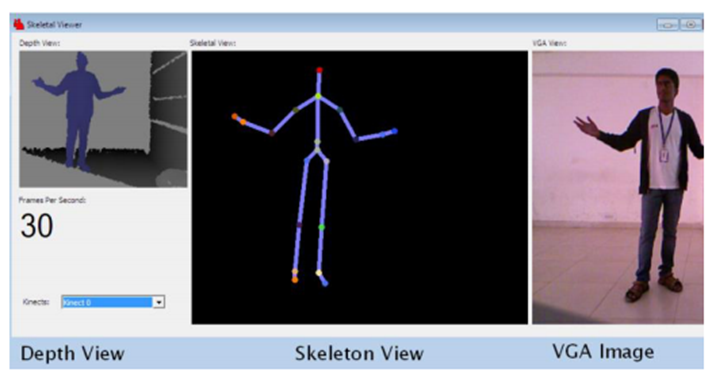 Skeletal Viewer
Depth View:
Skeletal View:
VGA View:
Frames Per Second:
30
Kinects:
Kinect 0
Depth View
Skeleton View
VGA Image